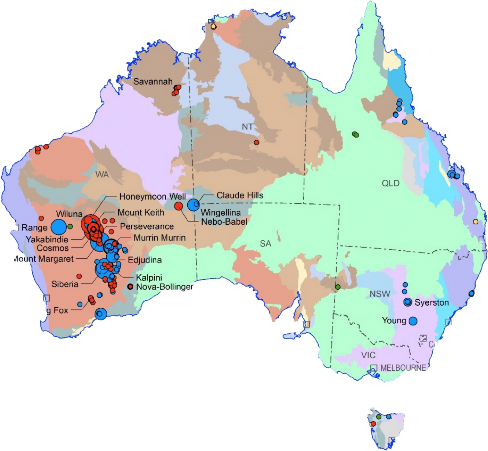 Savannah
NT
WA
QLD
Honeymoon Well
Claude Hills
Wiluna
Mount Keith
Wingellina
Range
Perseverance
Nebo-Babel
Yakabindie
Murrin Murrin
Cosmos
SA
Mount Margaret
Edjudina
Siberia
Kalpini
Nova-Bollinger
NSW
Syerston
g Fox
Young
VIC
MELBOURNE